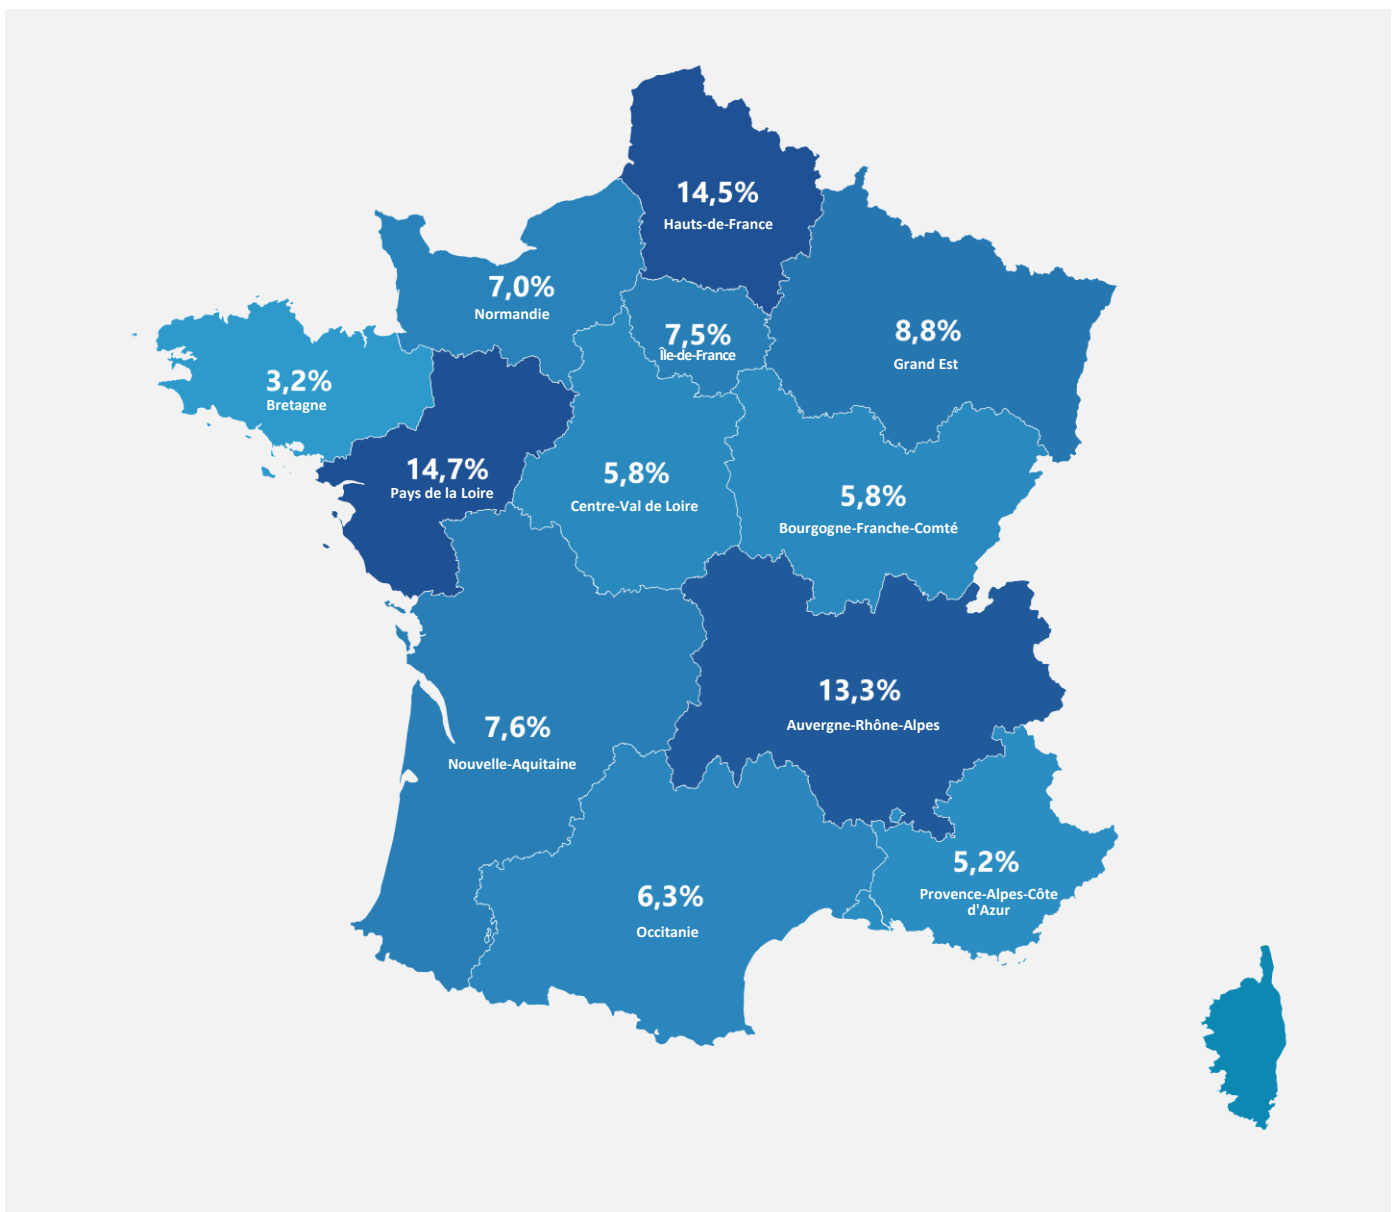 14,5%
Hauts-de-France
7,0%
Normandie
7,5%
Île-de-France
8,8%
Grand Est
3,2%
Bretagne
14,7%
Pays de la Loire
5,8%
Centre-Val de Loire
5,8%
Bourgogne-Franche-Comté
13,3%
Auvergne-Rhône-Alpes
7,6%
Nouvelle-Aquitaine
5,2%
Provence-Alpes-Côte
d'Azur
6,3%
Occitanie